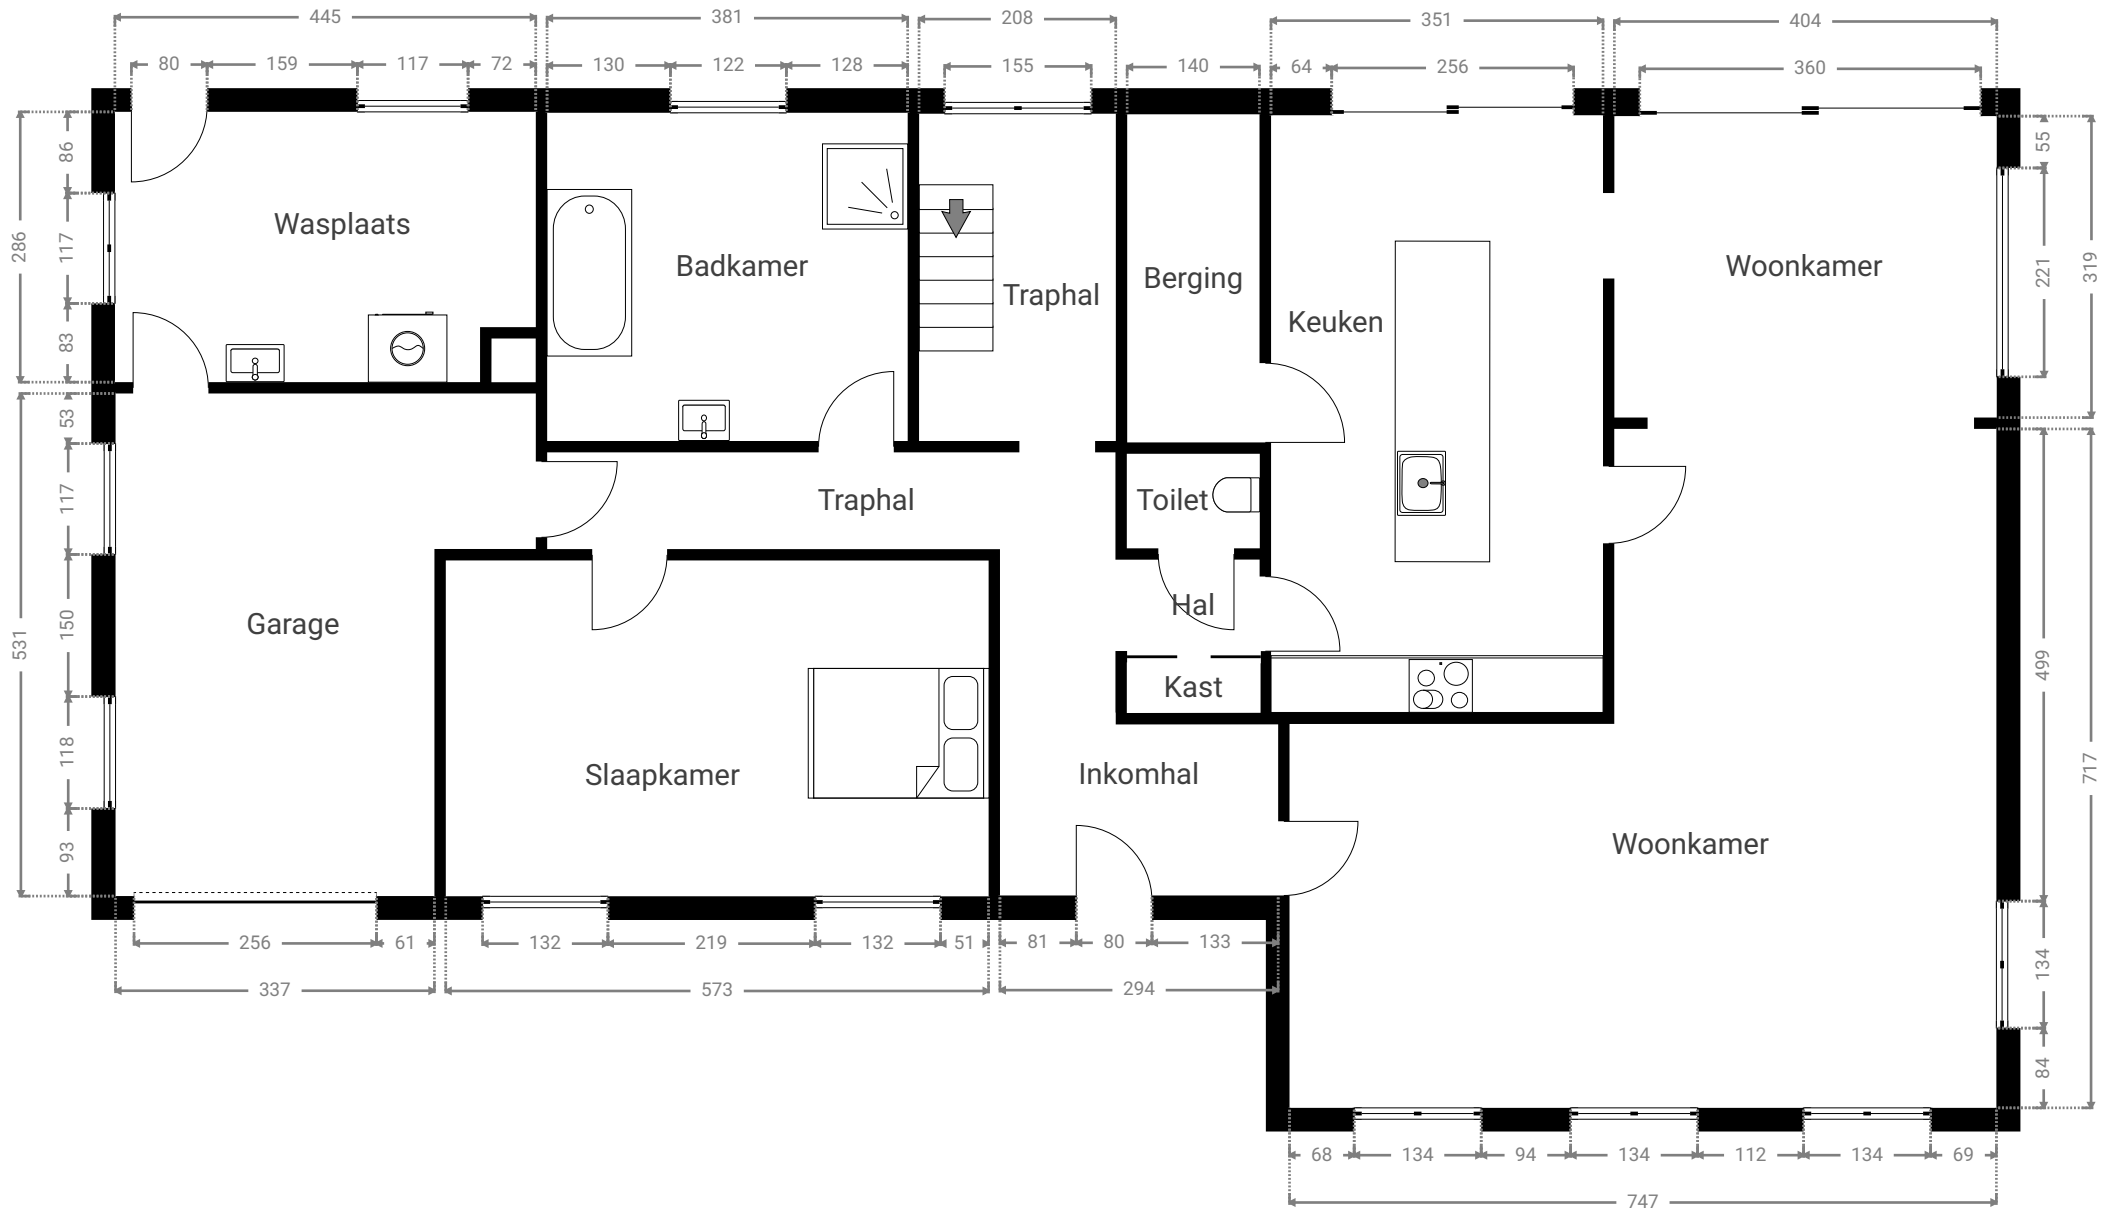 445 381 208 351 404
80 159 117 72 130 122 128 155 140 64 256 360
86
55
Wasplaats
117
286
Badkamer
Woonkamer
221
319
Berging
Traphal
Keuken
83
53
117
Traphal
Toilet
Hal
Garage
150
531
499
Kast
118
Slaapkamer
Inkomhal
717
93
Woonkamer
256 61 132 219 132 51 81 80 133
134
337 573 294
84
68 134 94 134 112 134 69
747